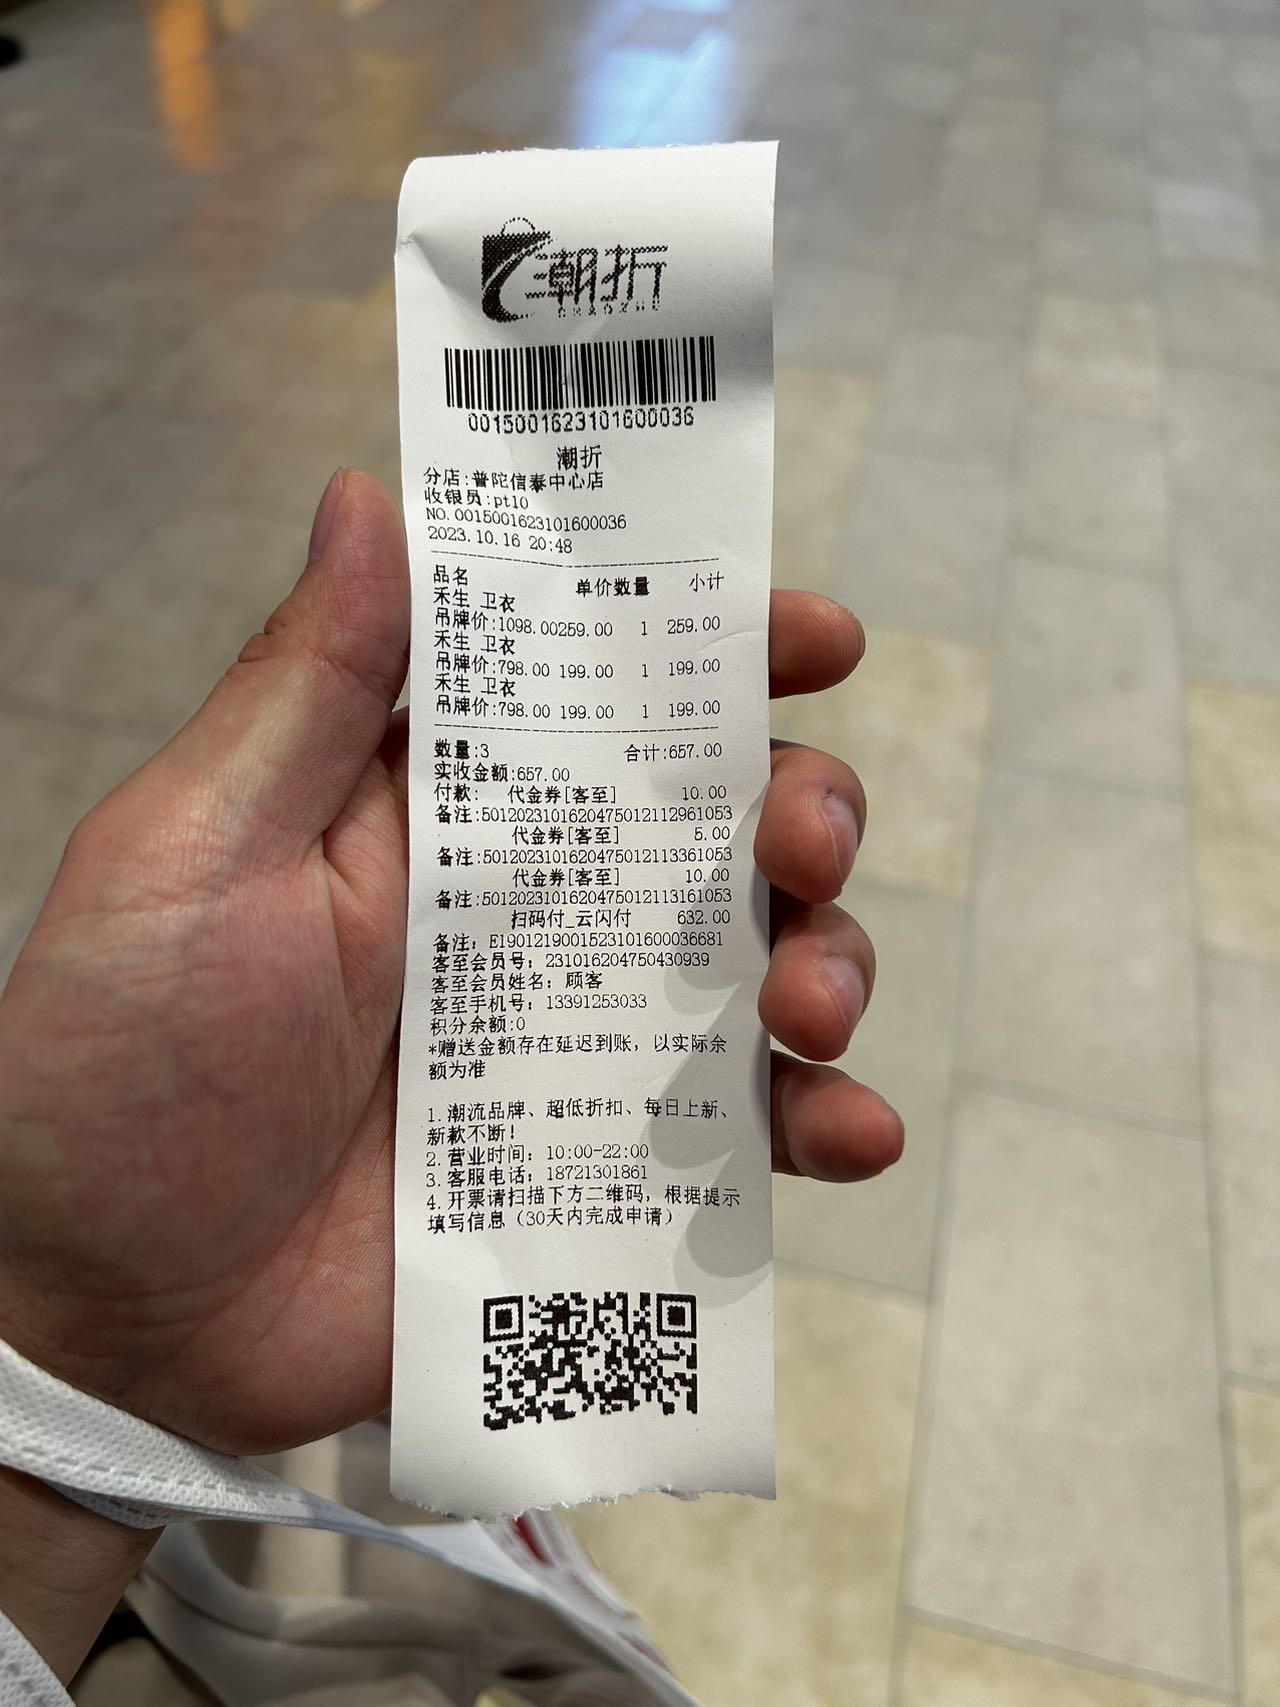 潮折
CHAOZHE
0015001623101600036
潮折
分店:普陀信泰中心店
收银员:pt10
NO.0015001623101600036
2023.10.16 20:48
品名 单价数量 小计
禾生 卫衣
吊牌价:1098.00259.00 1 259.00
禾生 卫衣
吊牌价:798.00 199.00 1 199.00
禾生 卫衣
吊牌价:798.00 199.00 1 199.00
数量:3 合计:657.00
实收金额:657.00
付款: 代金券[客至] 10.00
备注:50120231016204750121129 61053
代金券[客至] 5.00
备注:5012023101620475012113361053
代金券[客至] 10.00
备注:5012023101620475012113161053
扫码付_云闪付 632.00
备注: E1901219001523101600036681
客至会员号: 231016204750430939
客至会员姓名: 顾客
客至手机号: 13391253033
积分余额:0
*赠送金额存在延迟到账, 以实际余
额为准
1.潮流品牌、超低折扣、每日上新、
新款不断!
2.营业时间: 10:00-22:00
3.客服电话: 18721301861
4.开票请扫描下方二维码, 根据提示
填写信息(30天内完成申请)